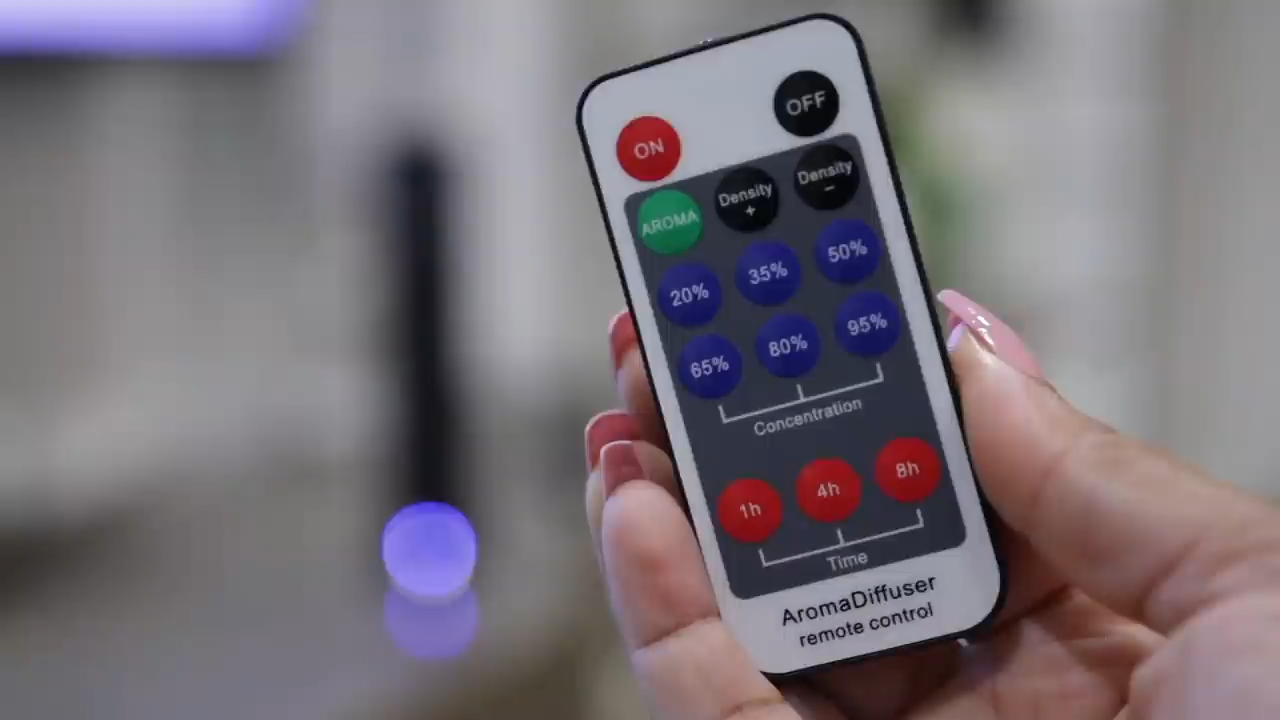 ON
OFF
AROMA
Density
+
Density
-
20%
35%
50%
65%
80%
95%
Concentration
1h
4h
8h
Time
AromaDiffuser
remote control